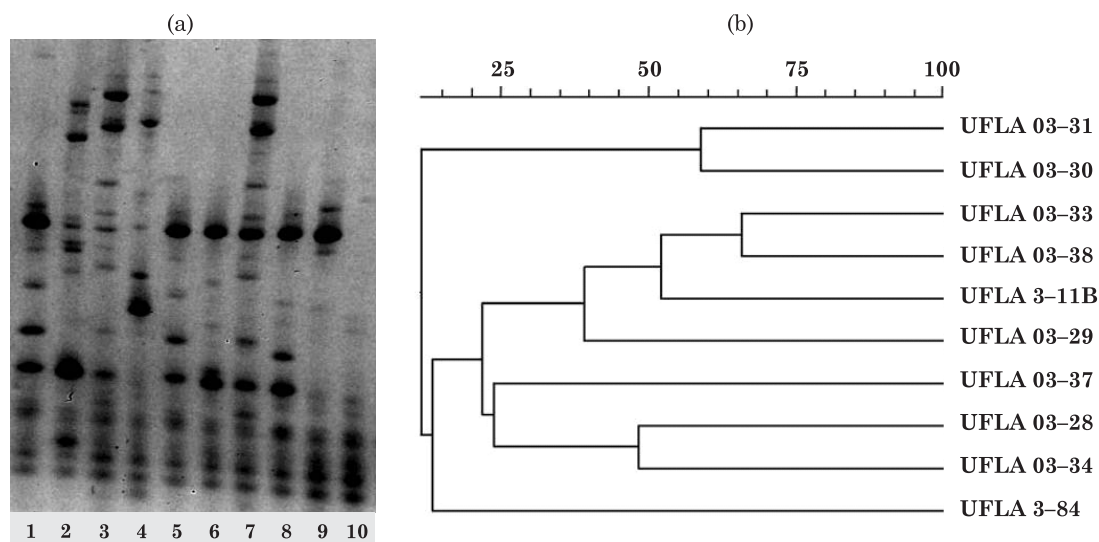 (a)
(b)
25 50 75 100
UFLA 03–31
UFLA 03–30
UFLA 03–33
UFLA 03–38
UFLA 3–11B
UFLA 03–29
UFLA 03–37
UFLA 03–28
UFLA 03–34
UFLA 3–84
1 2 3 4 5 6 7 8 9 10